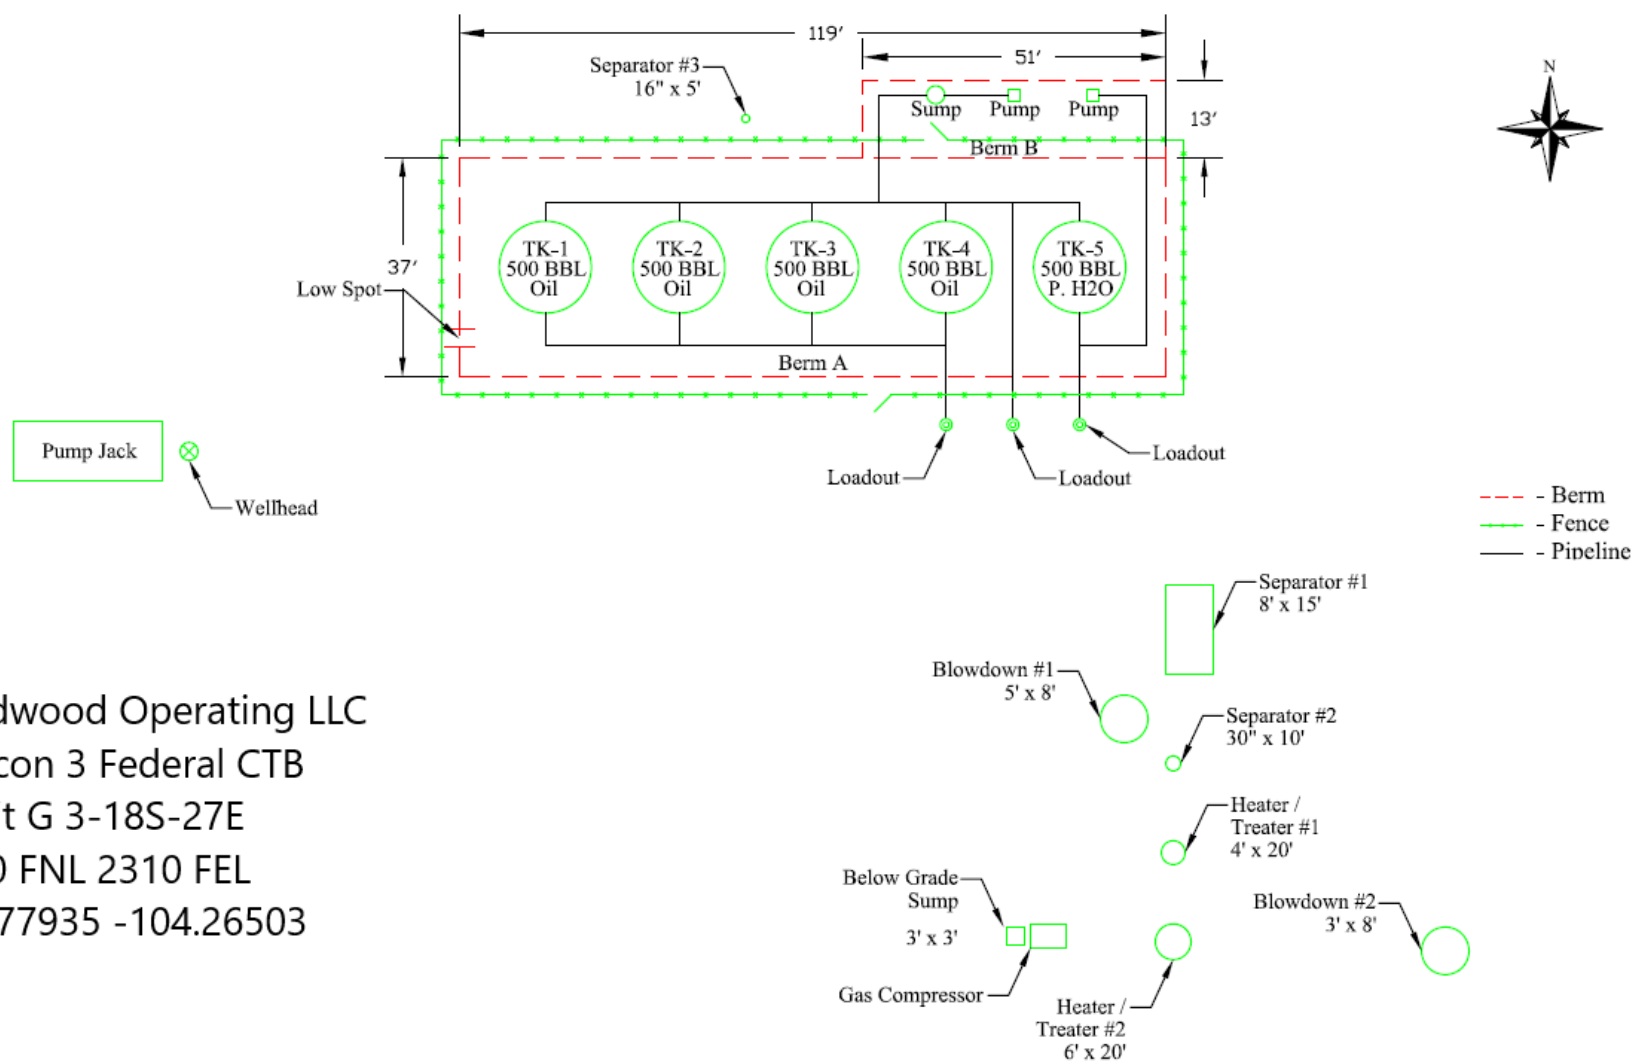 119′
51′
Separator #3
16" x 5'
N
Sump
Pump
Pump
13′
Berm B
TK-1
500 BBL
Oil
TK-2
500 BBL
Oil
TK-3
500 BBL
Oil
TK-4
500 BBL
Oil
TK-5
500 BBL
P. H2O
37′
Low Spot
Berm A
Pump Jack
Wellhead
Loadout
Loadout
Loadout
- Berm
- Fence
- Pipeline
Separator #1
8' x 15'
Blowdown #1
5' x 8'
Separator #2
30" x 10'
dwood Operating LLC
con 3 Federal CTB
t G 3-18S-27E
0 FNL 2310 FEL
77935 -104.26503
Heater /
Treater #1
4' x 20'
Below Grade
Sump
3' x 3'
Blowdown #2
3' x 8'
Gas Compressor
Heater /
Treater #2
6' x 20'